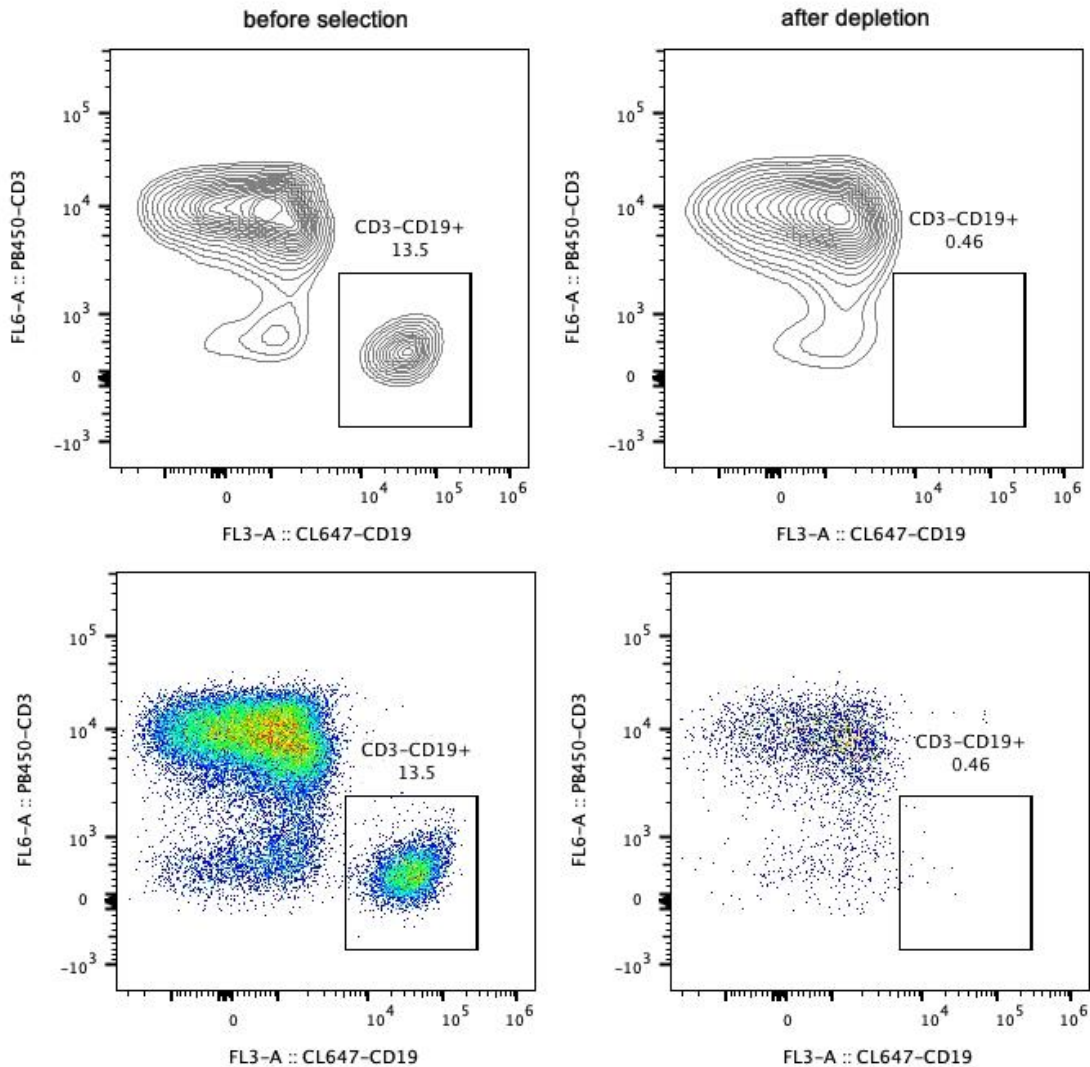 before selection
after depletion
10^5
10^4
10^3
0
-10^3
FL6-A :: PB450-CD3
CD3-CD19+
13.5
0
10^4
10^5
10^6
FL3-A :: CL647-CD19
10^5
10^4
10^3
0
-10^3
FL6-A :: PB450-CD3
CD3-CD19+
0.46
0
10^4
10^5
10^6
FL3-A :: CL647-CD19
10^5
10^4
10^3
0
-10^3
FL6-A :: PB450-CD3
CD3-CD19+
13.5
0
10^4
10^5
10^6
FL3-A :: CL647-CD19
10^5
10^4
10^3
0
-10^3
FL6-A :: PB450-CD3
CD3-CD19+
0.46
0
10^4
10^5
10^6
FL3-A :: CL647-CD19